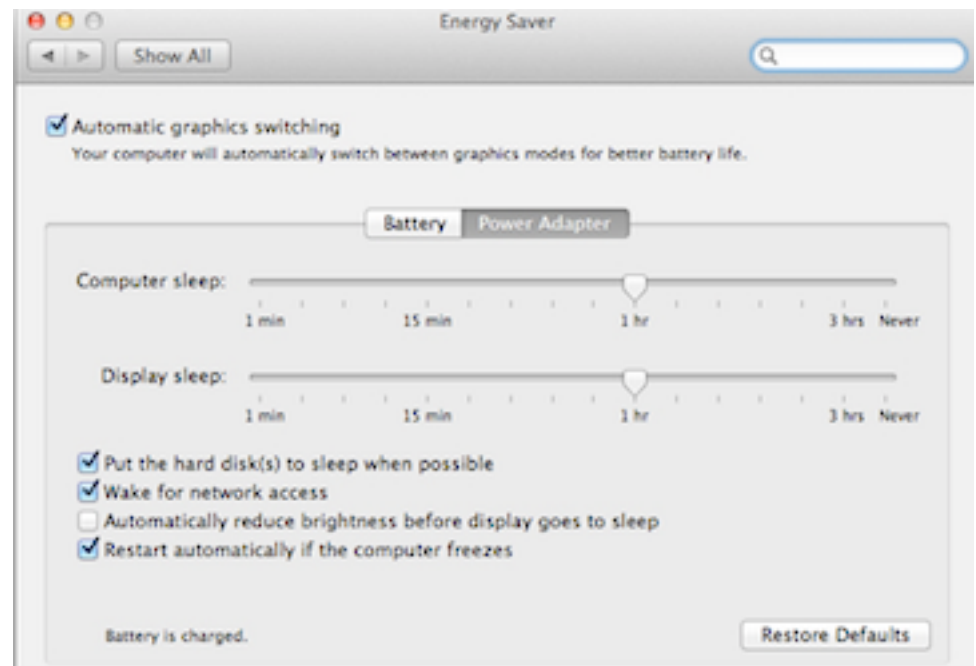 Energy Saver
Show All
Automatic graphics switching
Your computer will automatically switch between graphics modes for better battery life.
Battery Power Adapter
Computer sleep:
1 min 15 min 1 hr 3 hrs Never
Display sleep:
1 min 15 min 1 hr 3 hrs Never
Put the hard disk(s) to sleep when possible
Wake for network access
Automatically reduce brightness before display goes to sleep
Restart automatically if the computer freezes
Battery is charged. Restore Defaults